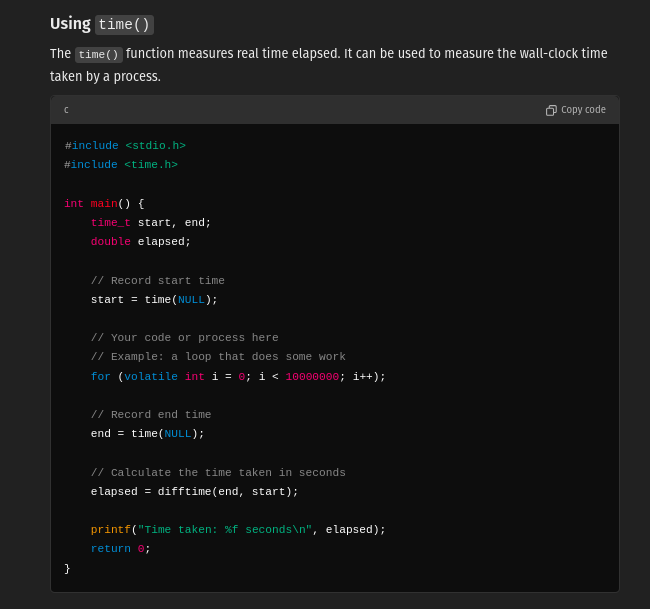 Using time()
The time() function measures real time elapsed. It can be used to measure the wall-clock time
taken by a process.
c
Copy code
#include <stdio.h>
#include <time.h>
int main() {
    time_t start, end;
    double elapsed;
    // Record start time
    start = time(NULL);
    // Your code or process here
    // Example: a loop that does some work
    for (volatile int i = 0; i < 10000000; i++);
    // Record end time
    end = time(NULL);
    // Calculate the time taken in seconds
    elapsed = difftime(end, start);
    printf("Time taken: %f seconds\n", elapsed);
    return 0;
}